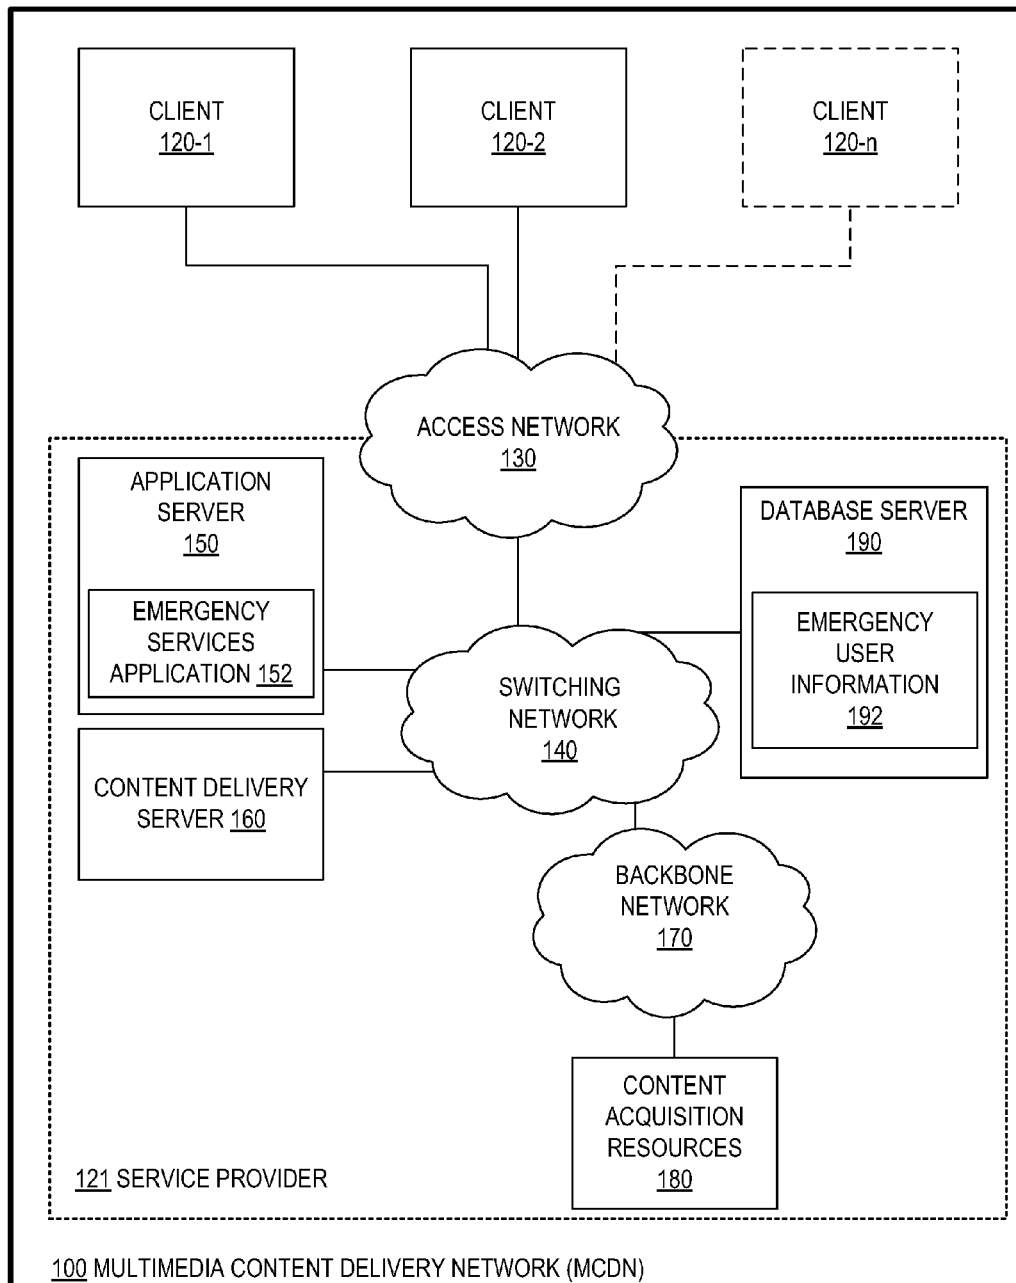 CLIENT
120-1
CLIENT
120-2
CLIENT
120-n
ACCESS NETWORK
130
APPLICATION
SERVER
150
EMERGENCY
SERVICES
APPLICATION 152
DATABASE SERVER
190
EMERGENCY
USER
INFORMATION
192
SWITCHING
NETWORK
140
CONTENT DELIVERY
SERVER 160
BACKBONE
NETWORK
170
CONTENT
ACQUISITION
RESOURCES
180
121 SERVICE PROVIDER
100 MULTIMEDIA CONTENT DELIVERY NETWORK (MCDN)